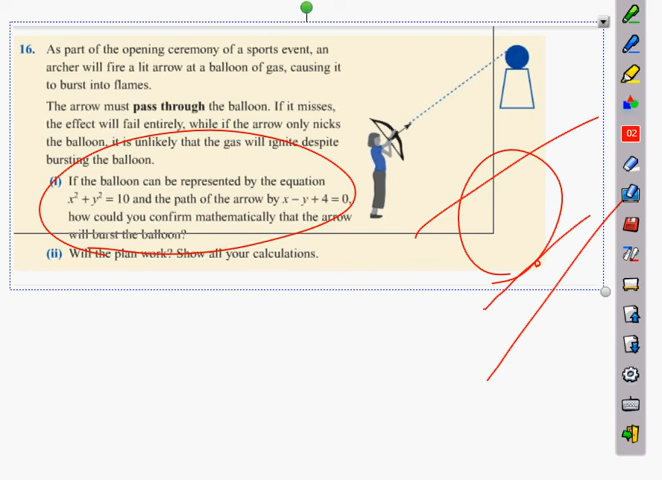 16. As part of the opening ceremony of a sports event, an
archer will fire a lit arrow at a balloon of gas, causing it
to burst into flames.
The arrow must pass through the balloon. If it misses,
the effect will fail entirely, while if the arrow only nicks
the balloon, it is unlikely that the gas will ignite despite
bursting the balloon.
(i) If the balloon can be represented by the equation
x² + y² = 10 and the path of the arrow by x − y + 4 = 0,
how could you confirm mathematically that the arrow
will burst the balloon?
(ii) Will the plan work? Show all your calculations.
02